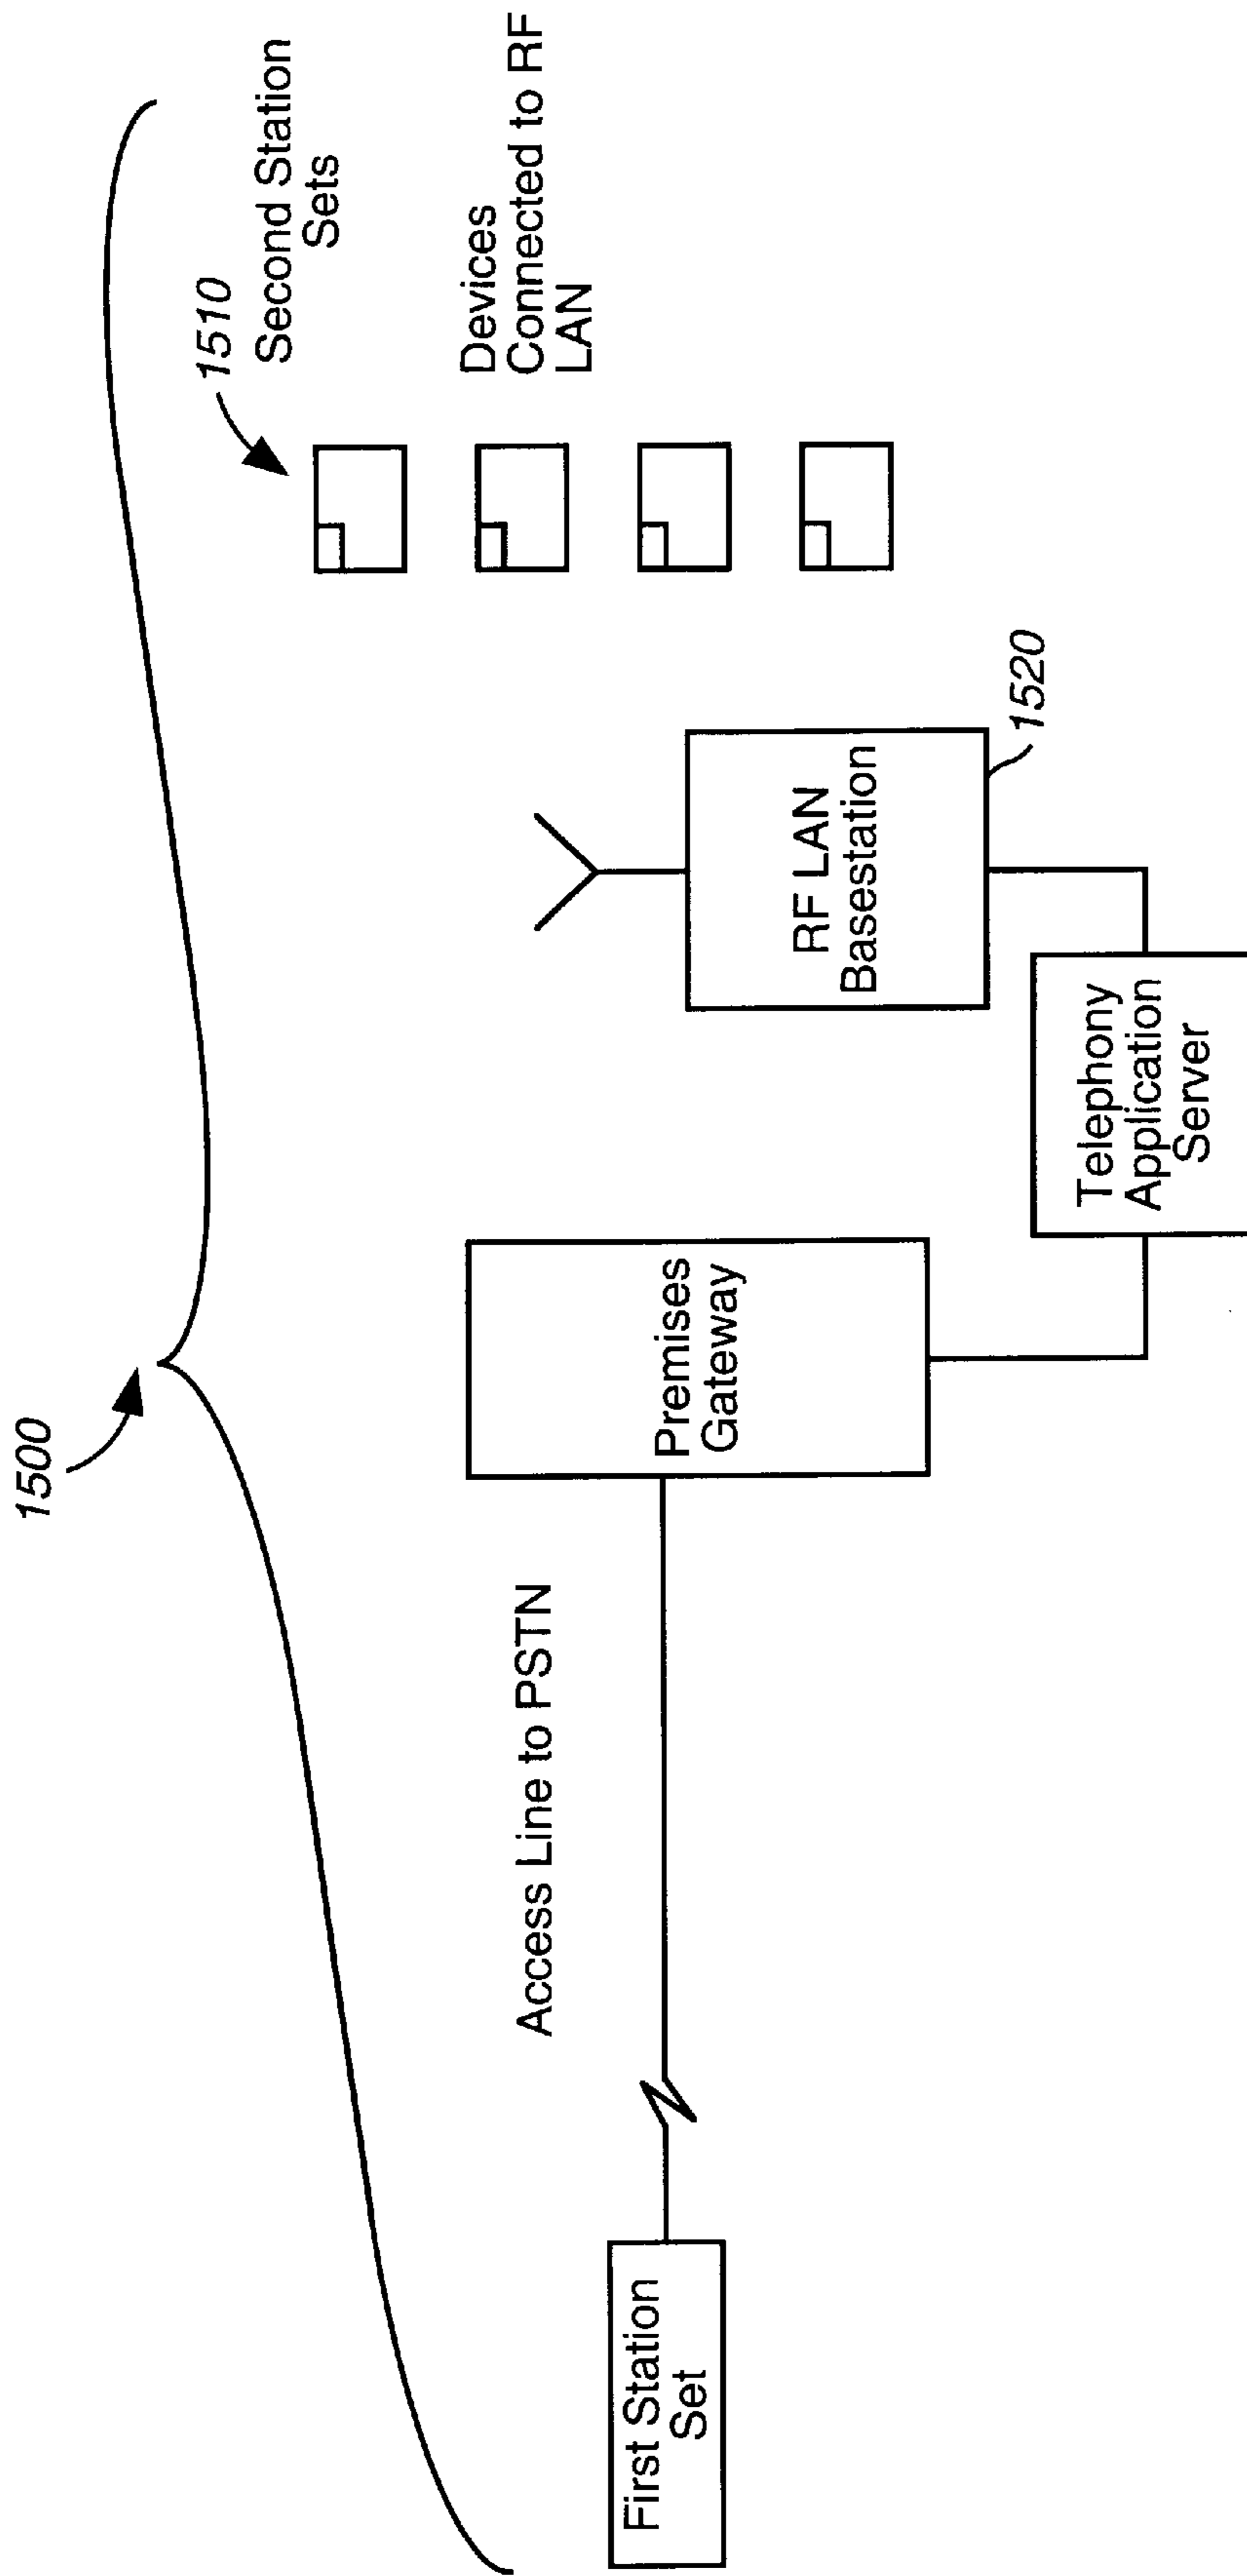 1500
1510
Second Station
Sets
Devices
Connected to RF
LAN
Access Line to PSTN
First Station
Set
Premises
Gateway
RF LAN
Basestation
1520
Telephony
Application
Server